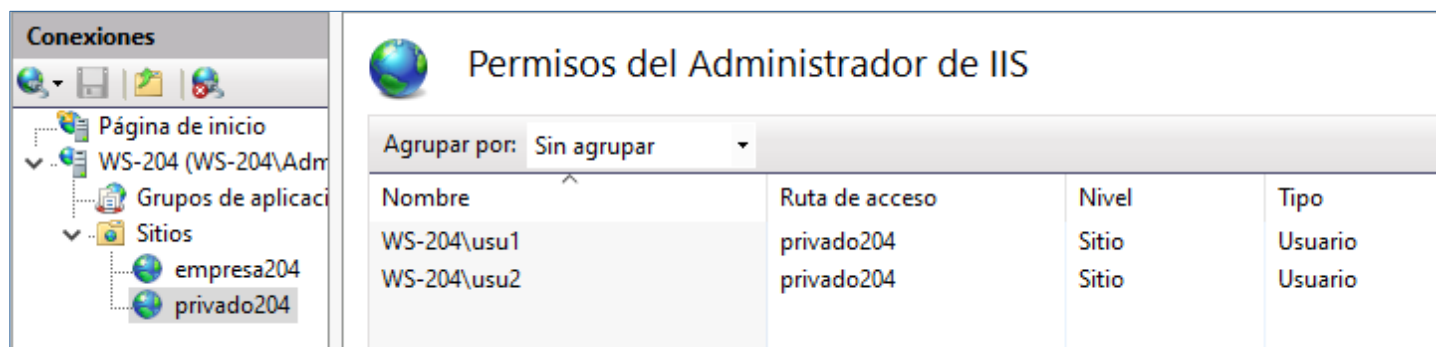 Conexiones
Página de inicio
WS-204 (WS-204\Adm
Grupos de aplicaci
Sitios
empresa204
privado204
Permisos del Administrador de IIS
Agrupar por: Sin agrupar
Nombre Ruta de acceso Nivel Tipo
WS-204\usu1 privado204 Sitio Usuario
WS-204\usu2 privado204 Sitio Usuario